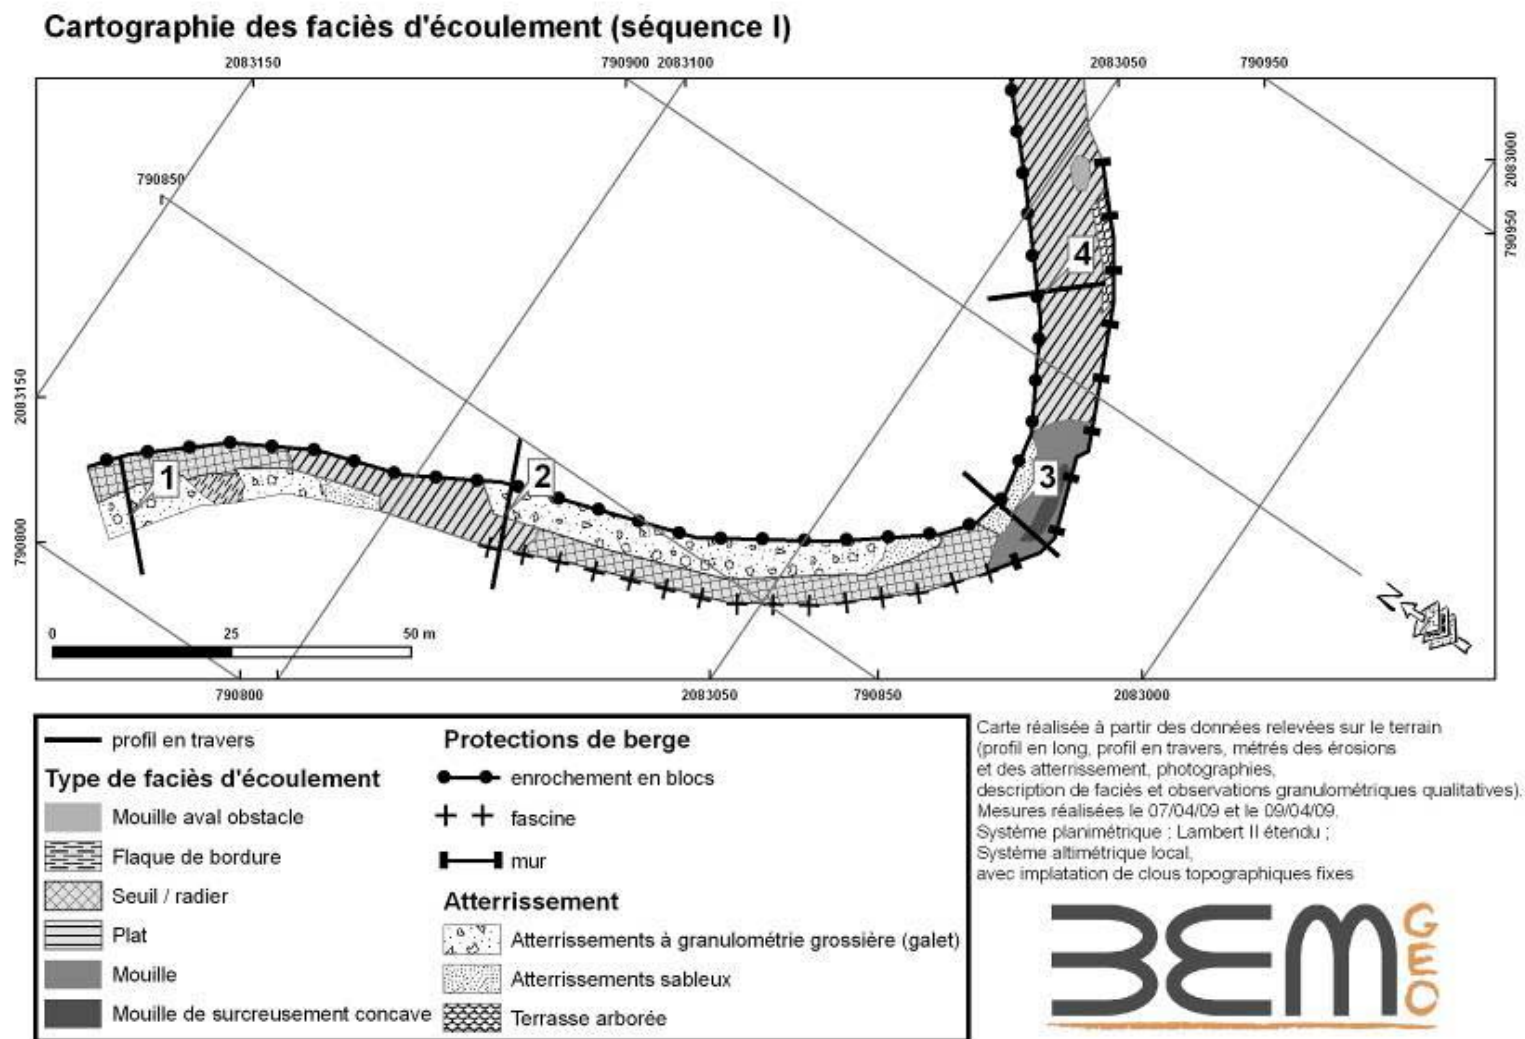 Cartographie des faciès d'écoulement (séquence I)
2083150
790900
2083100
2083050
790950
790850
2083000
790950
2083150
790800
1
2
3
4
N
0
25
50 m
790800
2083050
790850
2083000
profil en travers
Type de faciès d'écoulement
Mouille aval obstacle
Flaque de bordure
Seuil / radier
Plat
Mouille
Mouille de surcreusement concave
Protections de berge
enrochement en blocs
fascine
mur
Atterrissement
Atterrissements à granulométrie grossière (galet)
Atterrissements sableux
Terrasse arborée
Carte réalisée à partir des données relevées sur le terrain
(profil en long, profil en travers, métrés des érosions
et des atterrissement, photographies,
description de faciès et observations granulométriques qualitatives).
Mesures réalisées le 07/04/09 et le 09/04/09.
Système planimétrique : Lambert II étendu ;
Système altimétrique local,
avec implatation de clous topographiques fixes
BEM
GEO